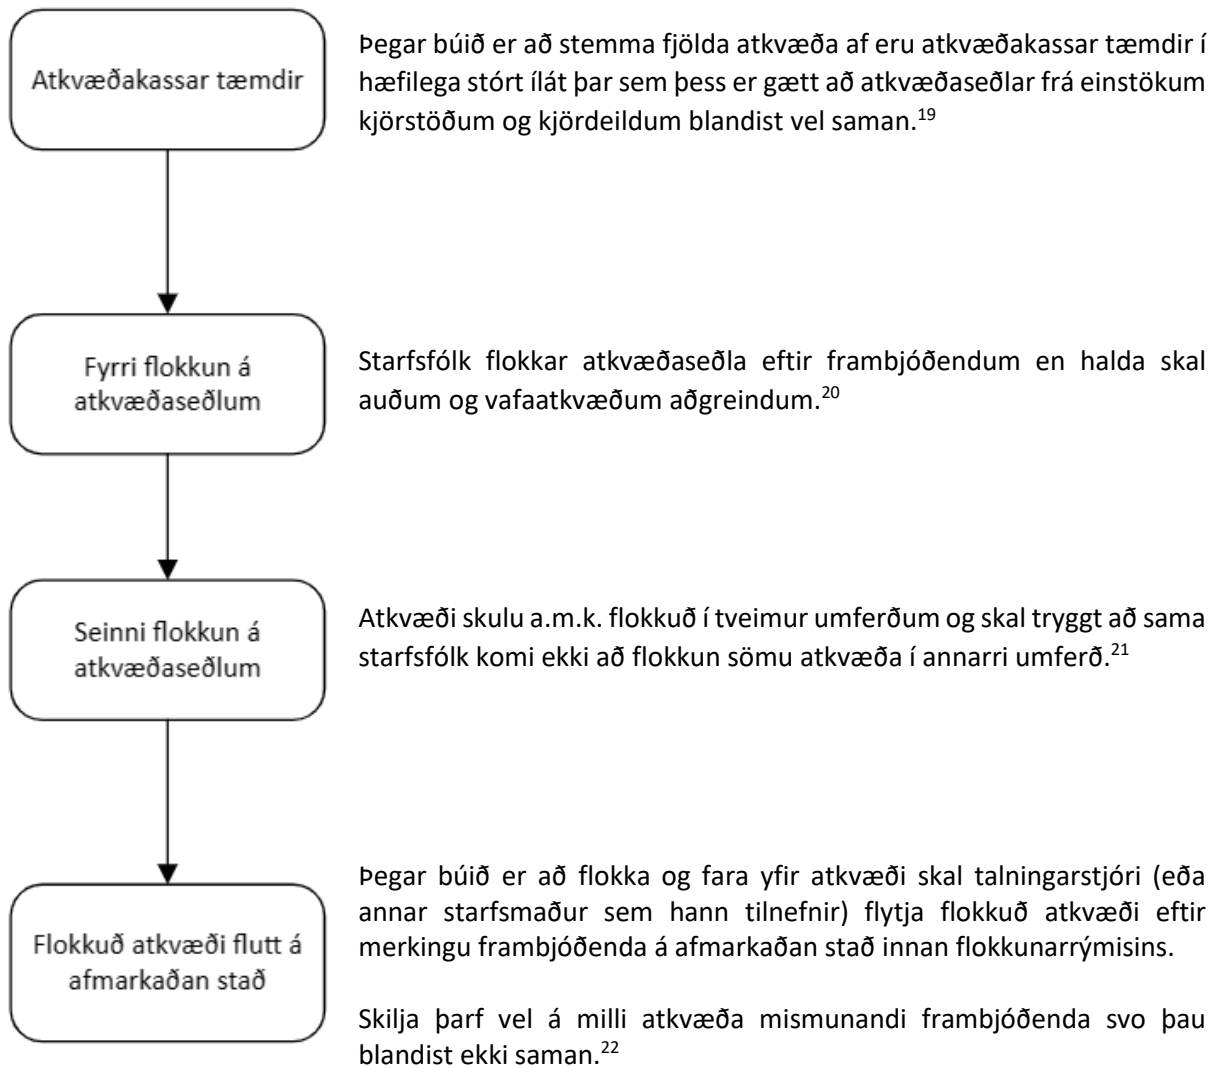 Atkvæðakassar tæmdir
Þegar búið er að stemma fjölda atkvæða af eru atkvæðakassar tæmdir í
hæfilega stórt ílát þar sem þess er gætt að atkvæðaseðlar frá einstökum
kjörstöðum og kjördeildum blandist vel saman.19
Fyrri flokkun á
atkvæðaseðlum
Starfsfólk flokkar atkvæðaseðla eftir frambjóðendum en halda skal
auðum og vafaatkvæðum aðgreindum.20
Seinni flokkun á
atkvæðaseðlum
Atkvæði skulu a.m.k. flokkuð í tveimur umferðum og skal tryggt að sama
starfsfólk komi ekki að flokkun sömu atkvæða í annarri umferð.21
Flokkuð atkvæði flutt á
afmarkaðan stað
Þegar búið er að flokka og fara yfir atkvæði skal talningarstjóri (eða
annar starfsmaður sem hann tilnefnir) flytja flokkuð atkvæði eftir
merkingu frambjóðenda á afmarkaðan stað innan flokkunarrýmisins.
Skilja þarf vel á milli atkvæða mismunandi frambjóðenda svo þau
blandist ekki saman.22